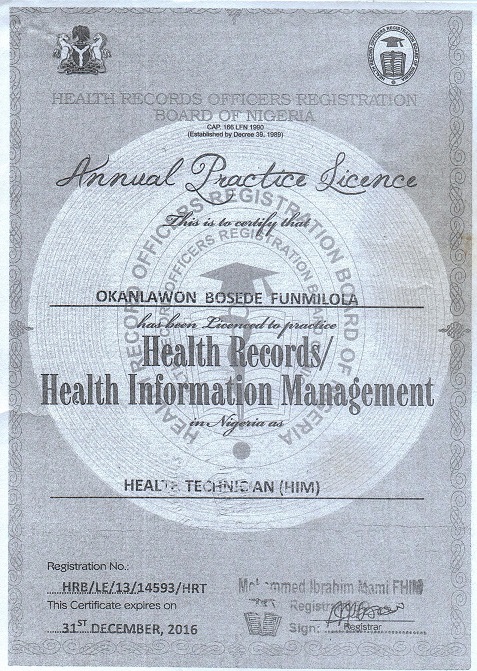 HEALTH RECORDS OFFICERS REGISTRATION
BOARD OF NIGERIA
CAP. 166 LFN 1990
(Established by Decree 39, 1989)
Annual Practice Licence
This is to certify that
OKANLAWON BOSEDE FUNMILOLA
has been Licenced to practice
Health Records/
Health Information Management
in Nigeria as
HEALTH TECHNICIAN (HIM)
Registration No.:
HRB/LE/13/14593/HRT
This Certificate expires on
31ST DECEMBER, 2016
Mohammed Ibrahim Mami FHIM
Registrar
Sign:
Registrar